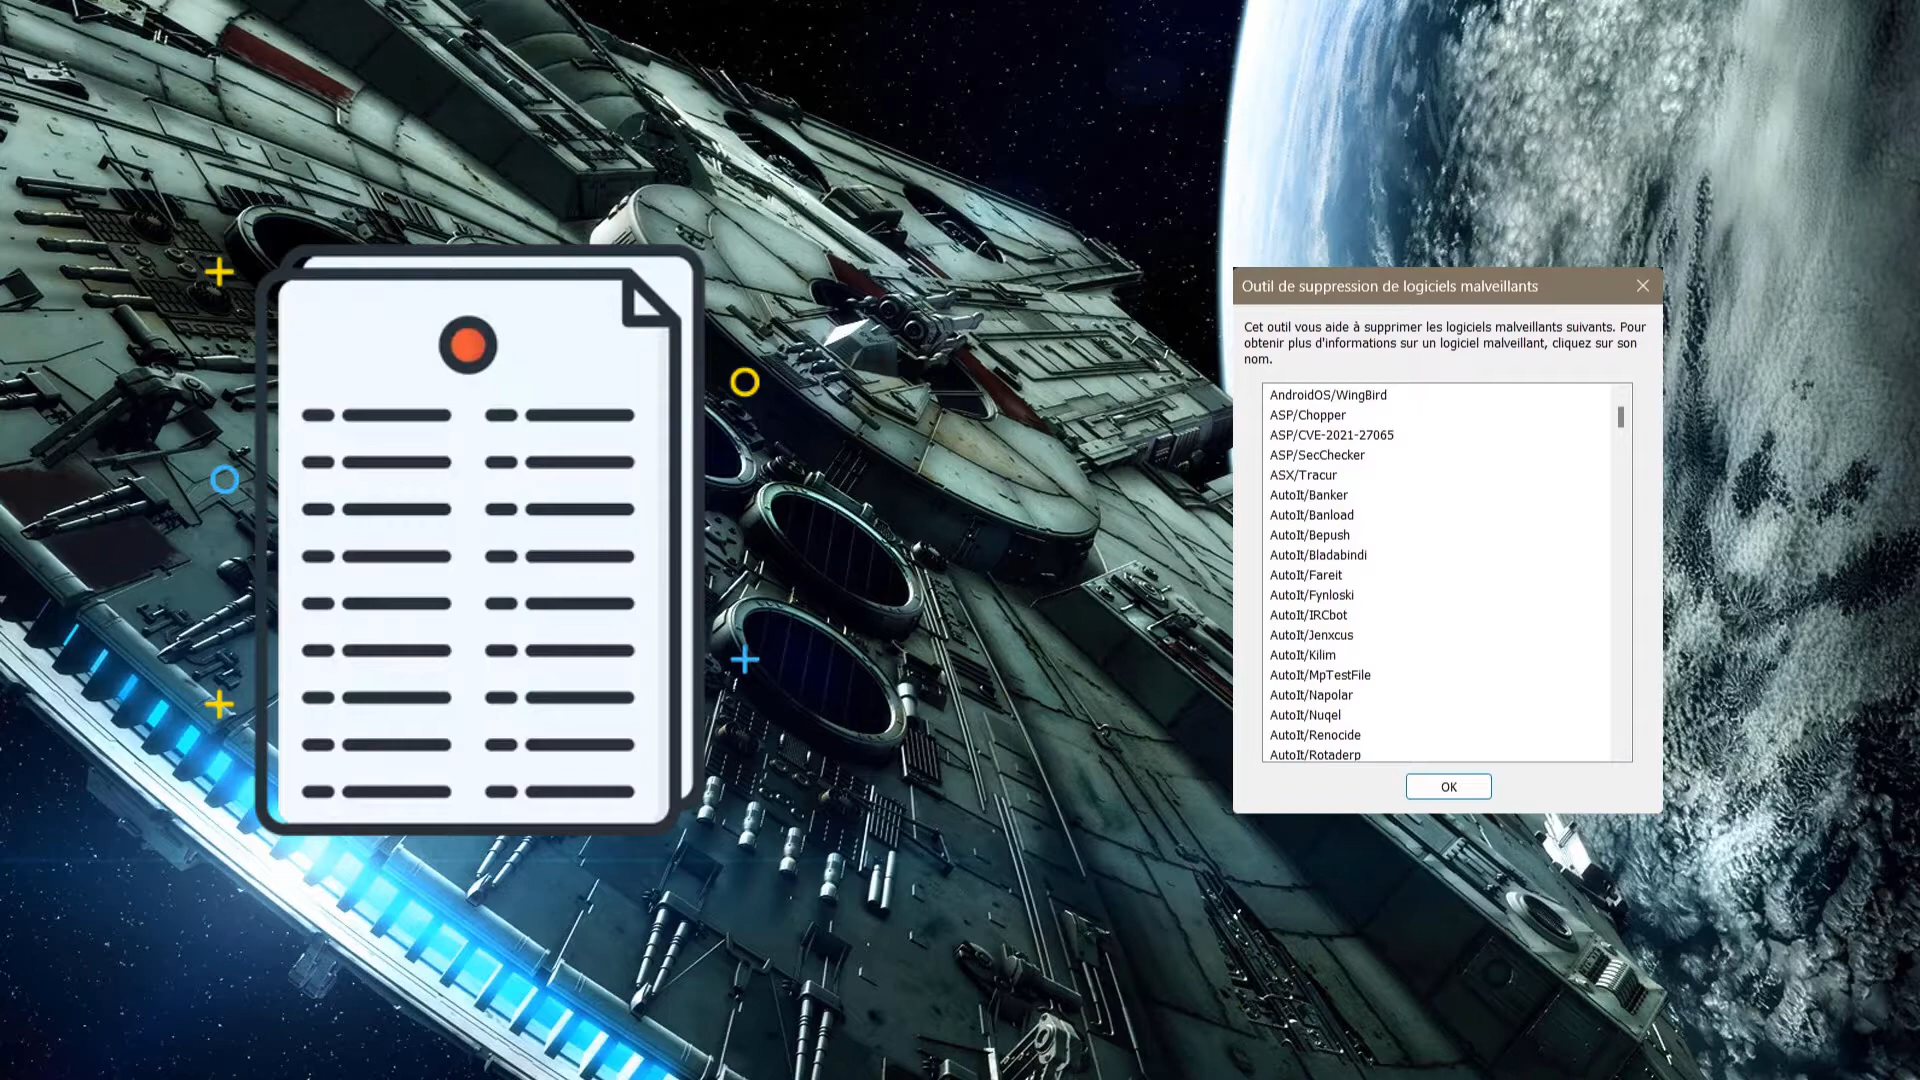 Outil de suppression de logiciels malveillants
Cet outil vous aide à supprimer les logiciels malveillants suivants. Pour
obtenir plus d'informations sur un logiciel malveillant, cliquez sur son
nom.
AndroidOS/WingBird
ASP/Chopper
ASP/CVE-2021-27065
ASP/SecChecker
ASX/Tracur
AutoIt/Banker
AutoIt/Banload
AutoIt/Bepush
AutoIt/Bladabindi
AutoIt/Fareit
AutoIt/Fynloski
AutoIt/IRCbot
AutoIt/Jenxcus
AutoIt/Kilim
AutoIt/MpTestFile
AutoIt/Napolar
AutoIt/Nuqel
AutoIt/Renocide
AutoIt/Rotaderp
OK